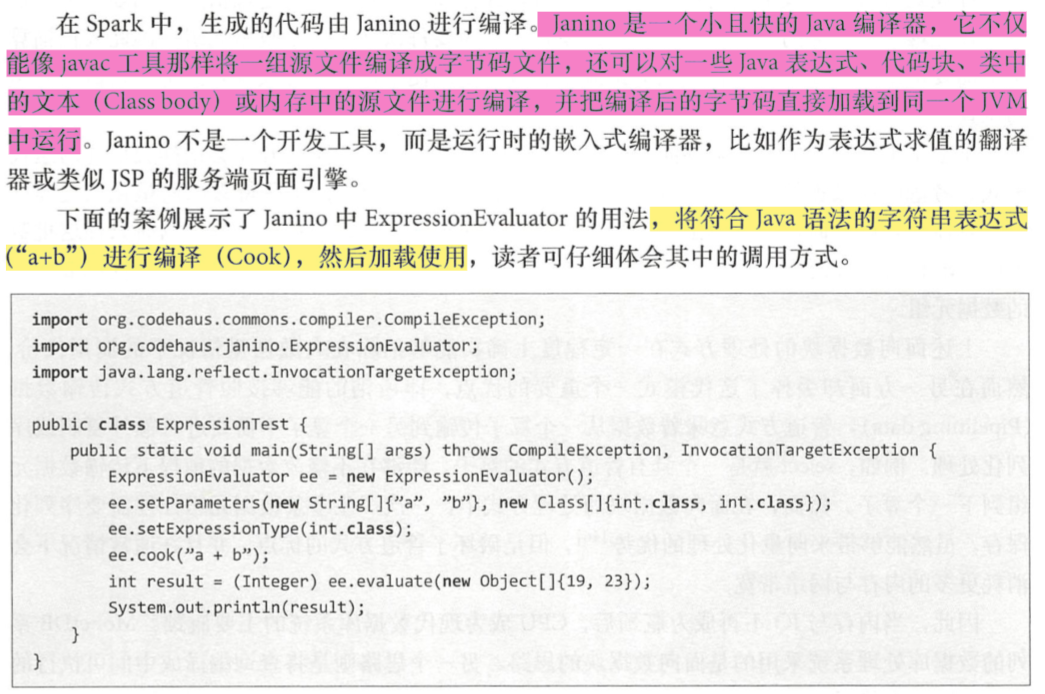 在 Spark 中，生成的代码由 Janino 进行编译。Janino 是一个小且快的 Java 编译器，它不仅
能像 javac 工具那样将一组源文件编译成字节码文件，还可以对一些 Java 表达式、代码块、类中
的文本（Class body）或内存中的源文件进行编译，并把编译后的字节码直接加载到同一个 JVM
中运行。Janino 不是一个开发工具，而是运行时的嵌入式编译器，比如作为表达式求值的翻译
器或类似 JSP 的服务端页面引擎。
下面的案例展示了 Janino 中 ExpressionEvaluator 的用法，将符合 Java 语法的字符串表达式
（“a+b”）进行编译（Cook），然后加载使用，读者可仔细体会其中的调用方式。
import org.codehaus.commons.compiler.CompileException;
import org.codehaus.janino.ExpressionEvaluator;
import java.lang.reflect.InvocationTargetException;
public class ExpressionTest {
public static void main(String[] args) throws CompileException, InvocationTargetException {
ExpressionEvaluator ee = new ExpressionEvaluator();
ee.setParameters(new String[]{”a”, ”b”}, new Class[]{int.class, int.class});
ee.setExpressionType(int.class);
ee.cook(”a + b”);
int result = (Integer) ee.evaluate(new Object[]{19, 23});
System.out.println(result);
}
}